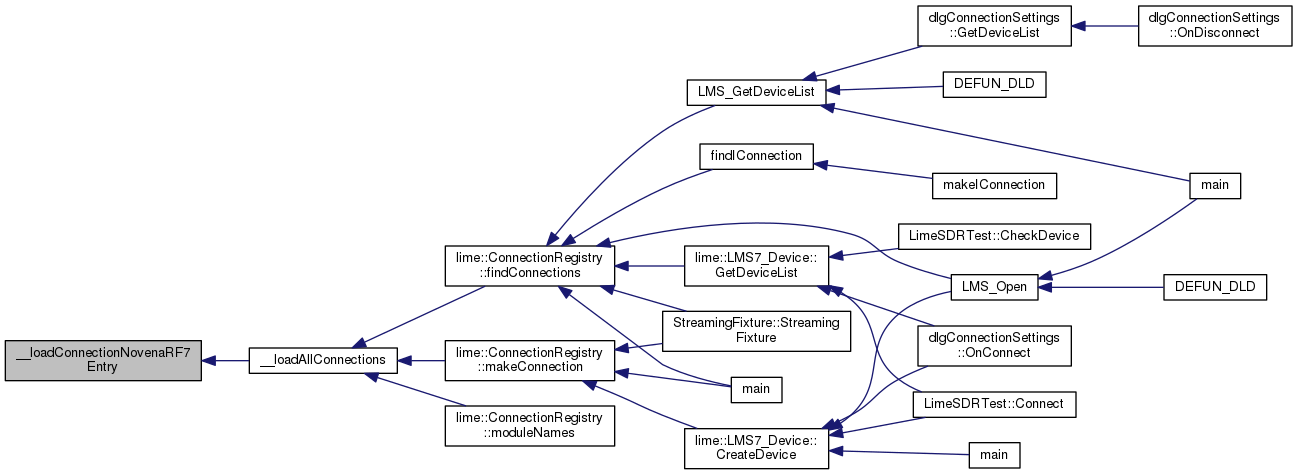 dlgConnectionSettings
::GetDeviceList
dlgConnectionSettings
::OnDisconnect
LMS_GetDeviceList
DEFUN_DLD
findIConnection
makeIConnection
main
LimeSDRTest::CheckDevice
lime::ConnectionRegistry
::findConnections
lime::LMS7_Device::
GetDeviceList
LMS_Open
DEFUN_DLD
StreamingFixture::Streaming
Fixture
dlgConnectionSettings
::OnConnect
__loadConnectionNovenaRF7
Entry
__loadAllConnections
lime::ConnectionRegistry
::makeConnection
main
LimeSDRTest::Connect
lime::ConnectionRegistry
::moduleNames
lime::LMS7_Device::
CreateDevice
main